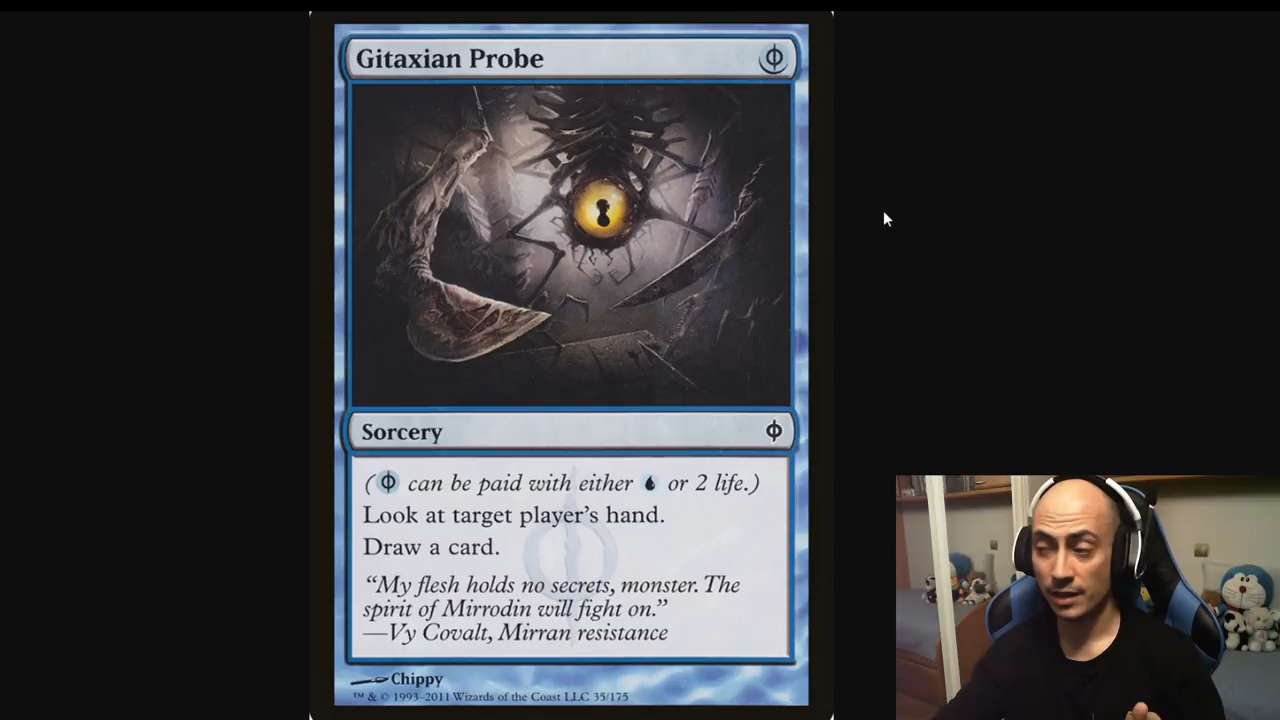 Gitaxian Probe
Sorcery
( can be paid with either or 2 life.)
Look at target player's hand.
Draw a card.
“My flesh holds no secrets, monster. The
spirit of Mirrodin will fight on.”
—Vy Covalt, Mirran resistance
Chippy
™ & © 1993–2011 Wizards of the Coast LLC 35/175